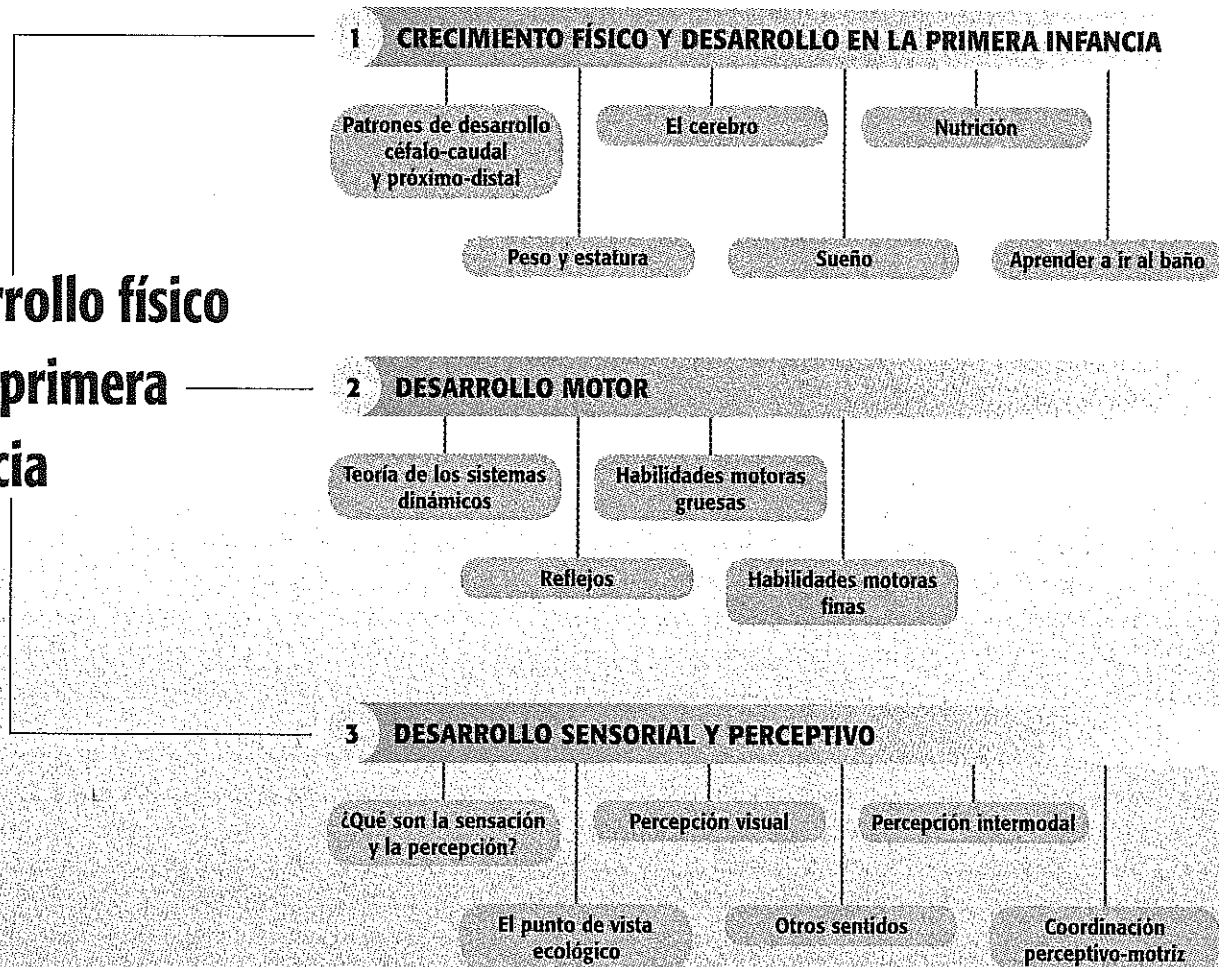 1 CRECIMIENTO FÍSICO Y DESARROLLO EN LA PRIMERA INFANCIA
Patrones de desarrollo
céfalo-caudal
y próximo-distal
El cerebro
Nutrición
Peso y estatura
Sueño
Aprender a ir al baño
rrollo físico
primera
cia
2 DESARROLLO MOTOR
Teoría de los sistemas
dinámicos
Habilidades motoras
gruesas
Reflejos
Habilidades motoras
finas
3 DESARROLLO SENSORIAL Y PERCEPTIVO
¿Qué son la sensación
y la percepción?
Percepción visual
Percepción intermodal
El punto de vista
ecológico
Otros sentidos
Coordinación
perceptivo-motriz